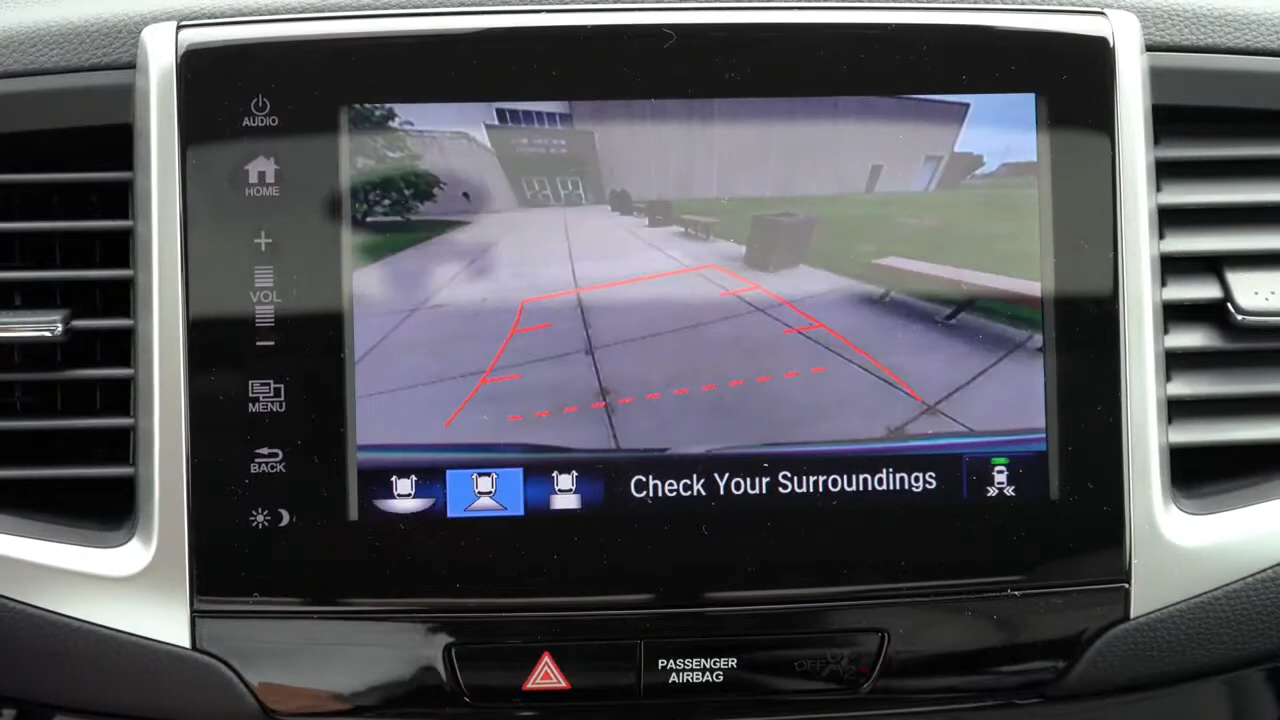 AUDIO
HOME
VOL
MENU
BACK
Check Your Surroundings
PASSENGER
AIRBAG
OFF